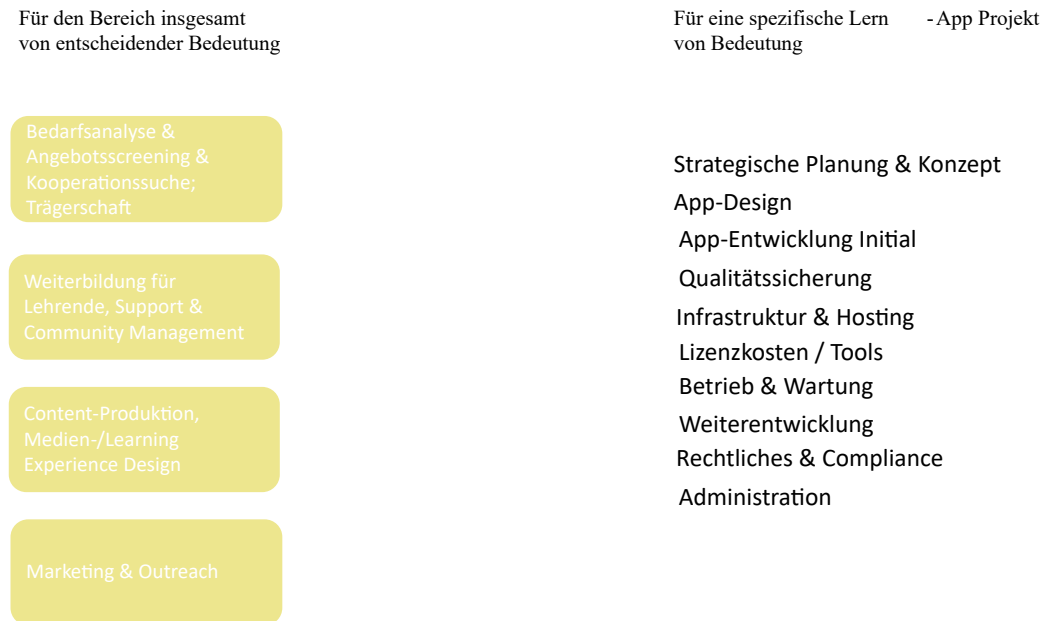 Für den Bereich insgesamt
von entscheidender Bedeutung
Bedarfsanalyse &
Angebotsscreening &
Kooperationssuche;
Trägerschaft
Weiterbildung für
Lehrende, Support &
Community Management
Content-Produktion,
Medien-/Learning
Experience Design
Marketing & Outreach
Für eine spezifische Lern - App Projekt
von Bedeutung
Strategische Planung & Konzept
App-Design
App-Entwicklung Initial
Qualitätssicherung
Infrastruktur & Hosting
Lizenzkosten / Tools
Betrieb & Wartung
Weiterentwicklung
Rechtliches & Compliance
Administration